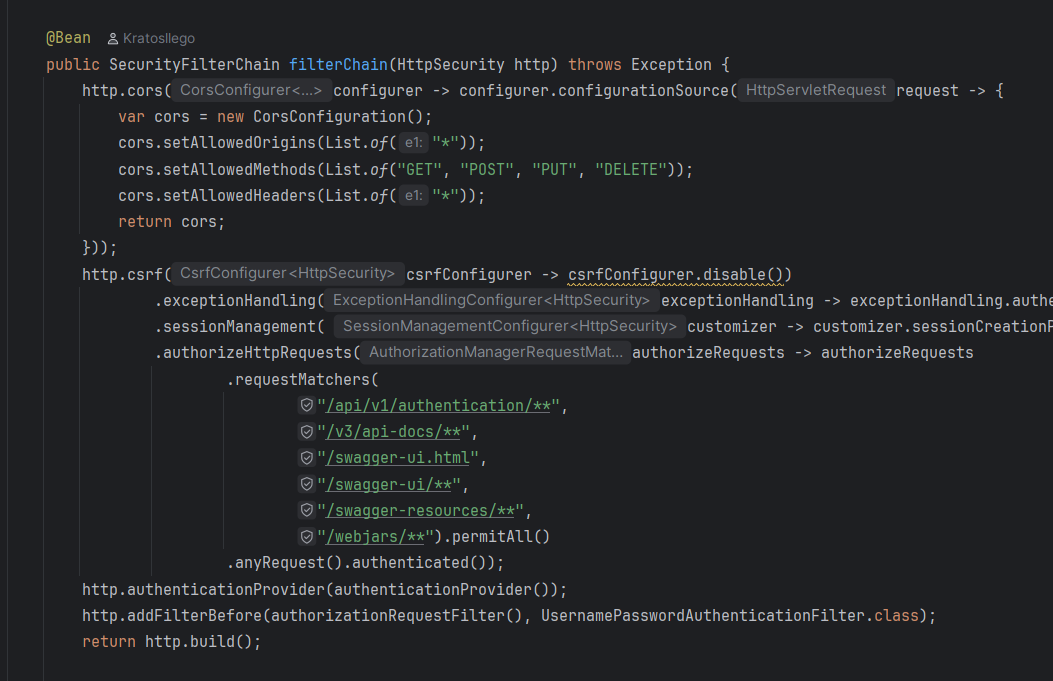 @Bean Kratosllego
public SecurityFilterChain filterChain(HttpSecurity http) throws Exception {
http.cors( CorsConfigurer<...> configurer -> configurer.configurationSource( HttpServletRequest request -> {
var cors = new CorsConfiguration();
cors.setAllowedOrigins(List.of( e1: "*"));
cors.setAllowedMethods(List.of("GET", "POST", "PUT", "DELETE"));
cors.setAllowedHeaders(List.of( e1: "*"));
return cors;
}));
http.csrf( CsrfConfigurer<HttpSecurity> csrfConfigurer -> csrfConfigurer.disable())
.exceptionHandling( ExceptionHandlingConfigurer<HttpSecurity> exceptionHandling -> exceptionHandling.authe
.sessionManagement( SessionManagementConfigurer<HttpSecurity> customizer -> customizer.sessionCreationP
.authorizeHttpRequests( AuthorizationManagerRequestMat... authorizeRequests -> authorizeRequests
.requestMatchers(
"/api/v1/authentication/**",
"/v3/api-docs/**",
"/swagger-ui.html",
"/swagger-ui/**",
"/swagger-resources/**",
"/webjars/**").permitAll()
.anyRequest().authenticated());
http.authenticationProvider(authenticationProvider());
http.addFilterBefore(authorizationRequestFilter(), UsernamePasswordAuthenticationFilter.class);
return http.build();